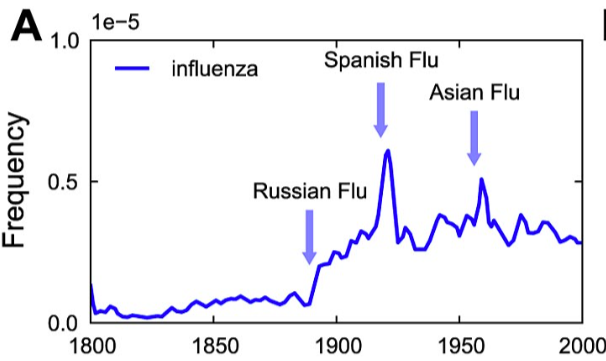 A
1e−5
1.0
influenza
Spanish Flu
Asian Flu
Frequency
0.5
Russian Flu
0.0
1800 1850 1900 1950 2000